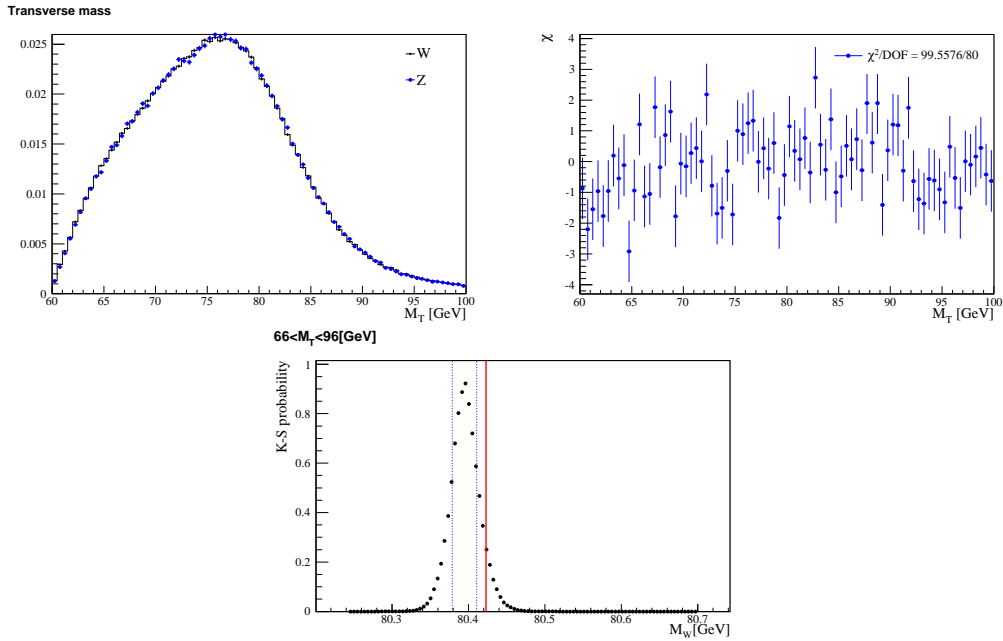 Transverse mass
0.025
0.02
0.015
0.01
0.005
0
60 65 70 75 80 85 90 95 100
M_T [GeV]
W
Z
χ
4
3
2
1
0
-1
-2
-3
-4
60 65 70 75 80 85 90 95 100
M_T [GeV]
χ²/DOF = 99.5576/80
66<M_T<96[GeV]
K-S probability
1
0.8
0.6
0.4
0.2
0
80.3 80.4 80.5 80.6 80.7
M_W[GeV]